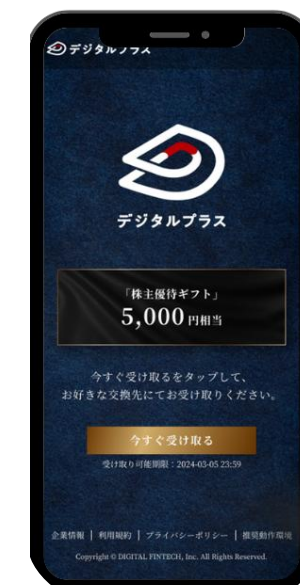 デジタルプラス
デジタルプラス
「株主優待ギフト」
5,000 円相当
今すぐ受け取るをタップして、
お好きな交換先にてお受け取りください。
今すぐ受け取る
受け取り可能期限：2024-03-05 23:59
企業情報 | 利用規約 | プライバシーポリシー | 推奨動作環境
Copyright © DIGITAL FINTECH, Inc. All Rights Reserved.